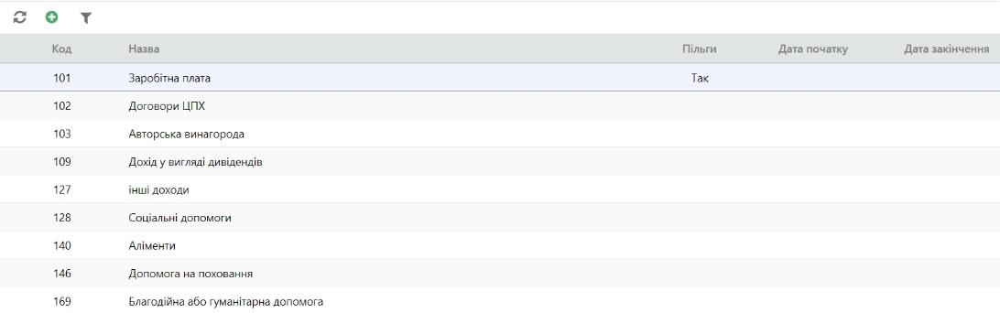 Код Назва Пільги Дата початку Дата закінчення
101 Заробітна плата Так
102 Договори ЦПХ
103 Авторська винагорода
109 Дохід у вигляді дивідендів
127 інші доходи
128 Соціальні допомоги
140 Аліменти
146 Допомога на поховання
169 Благодійна або гуманітарна допомога